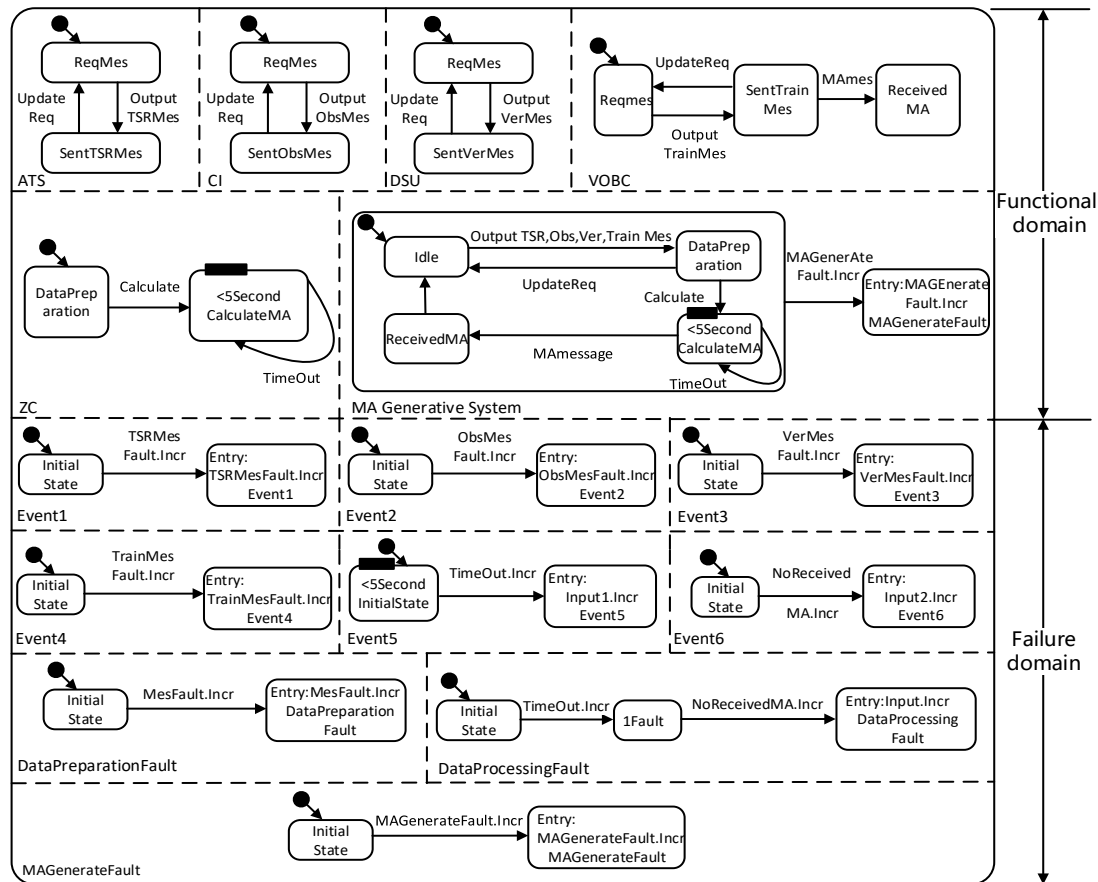 ReqMes
Update
Req
Output
TSRMes
SentTSRMes
ATS
ReqMes
Update
Req
Output
ObsMes
SentObsMes
CI
ReqMes
Update
Req
Output
VerMes
SentVerMes
DSU
Reqmes
UpdateReq
Output
TrainMes
SentTrain
Mes
MAmes
Received
MA
VOBC
Functional
domain
DataPrep
aration
Calculate
<5Second
CalculateMA
TimeOut
ZC
Idle
Output TSR,Obs,Ver,Train Mes
DataPrep
aration
UpdateReq
Calculate
ReceivedMA
<5Second
CalculateMA
MAmessage
TimeOut
MAGenerAte
Fault.Incr
Entry:MAGEnerate
Fault.Incr
MAGenerateFault
MA Generative System
Initial
State
TSRMes
Fault.Incr
Entry:
TSRMesFault.Incr
Event1
Event1
Initial
State
ObsMes
Fault.Incr
Entry:
ObsMesFault.Incr
Event2
Event2
Initial
State
VerMes
Fault.Incr
Entry:
VerMesFault.Incr
Event3
Event3
Initial
State
TrainMes
Fault.Incr
Entry:
TrainMesFault.Incr
Event4
Event4
<5Second
InitialState
TimeOut.Incr
Entry:
Input1.Incr
Event5
Event5
Initial
State
NoReceived
MA.Incr
Entry:
Input2.Incr
Event6
Event6
Failure
domain
Initial
State
MesFault.Incr
Entry:MesFault.Incr
DataPreparation
Fault
DataPreparationFault
Initial
State
TimeOut.Incr
1Fault
NoReceivedMA.Incr
Entry:Input.Incr
DataProcessing
Fault
DataProcessingFault
Initial
State
MAGenerateFault.Incr
Entry:
MAGenerateFault.Incr
MAGenerateFault
MAGenerateFault